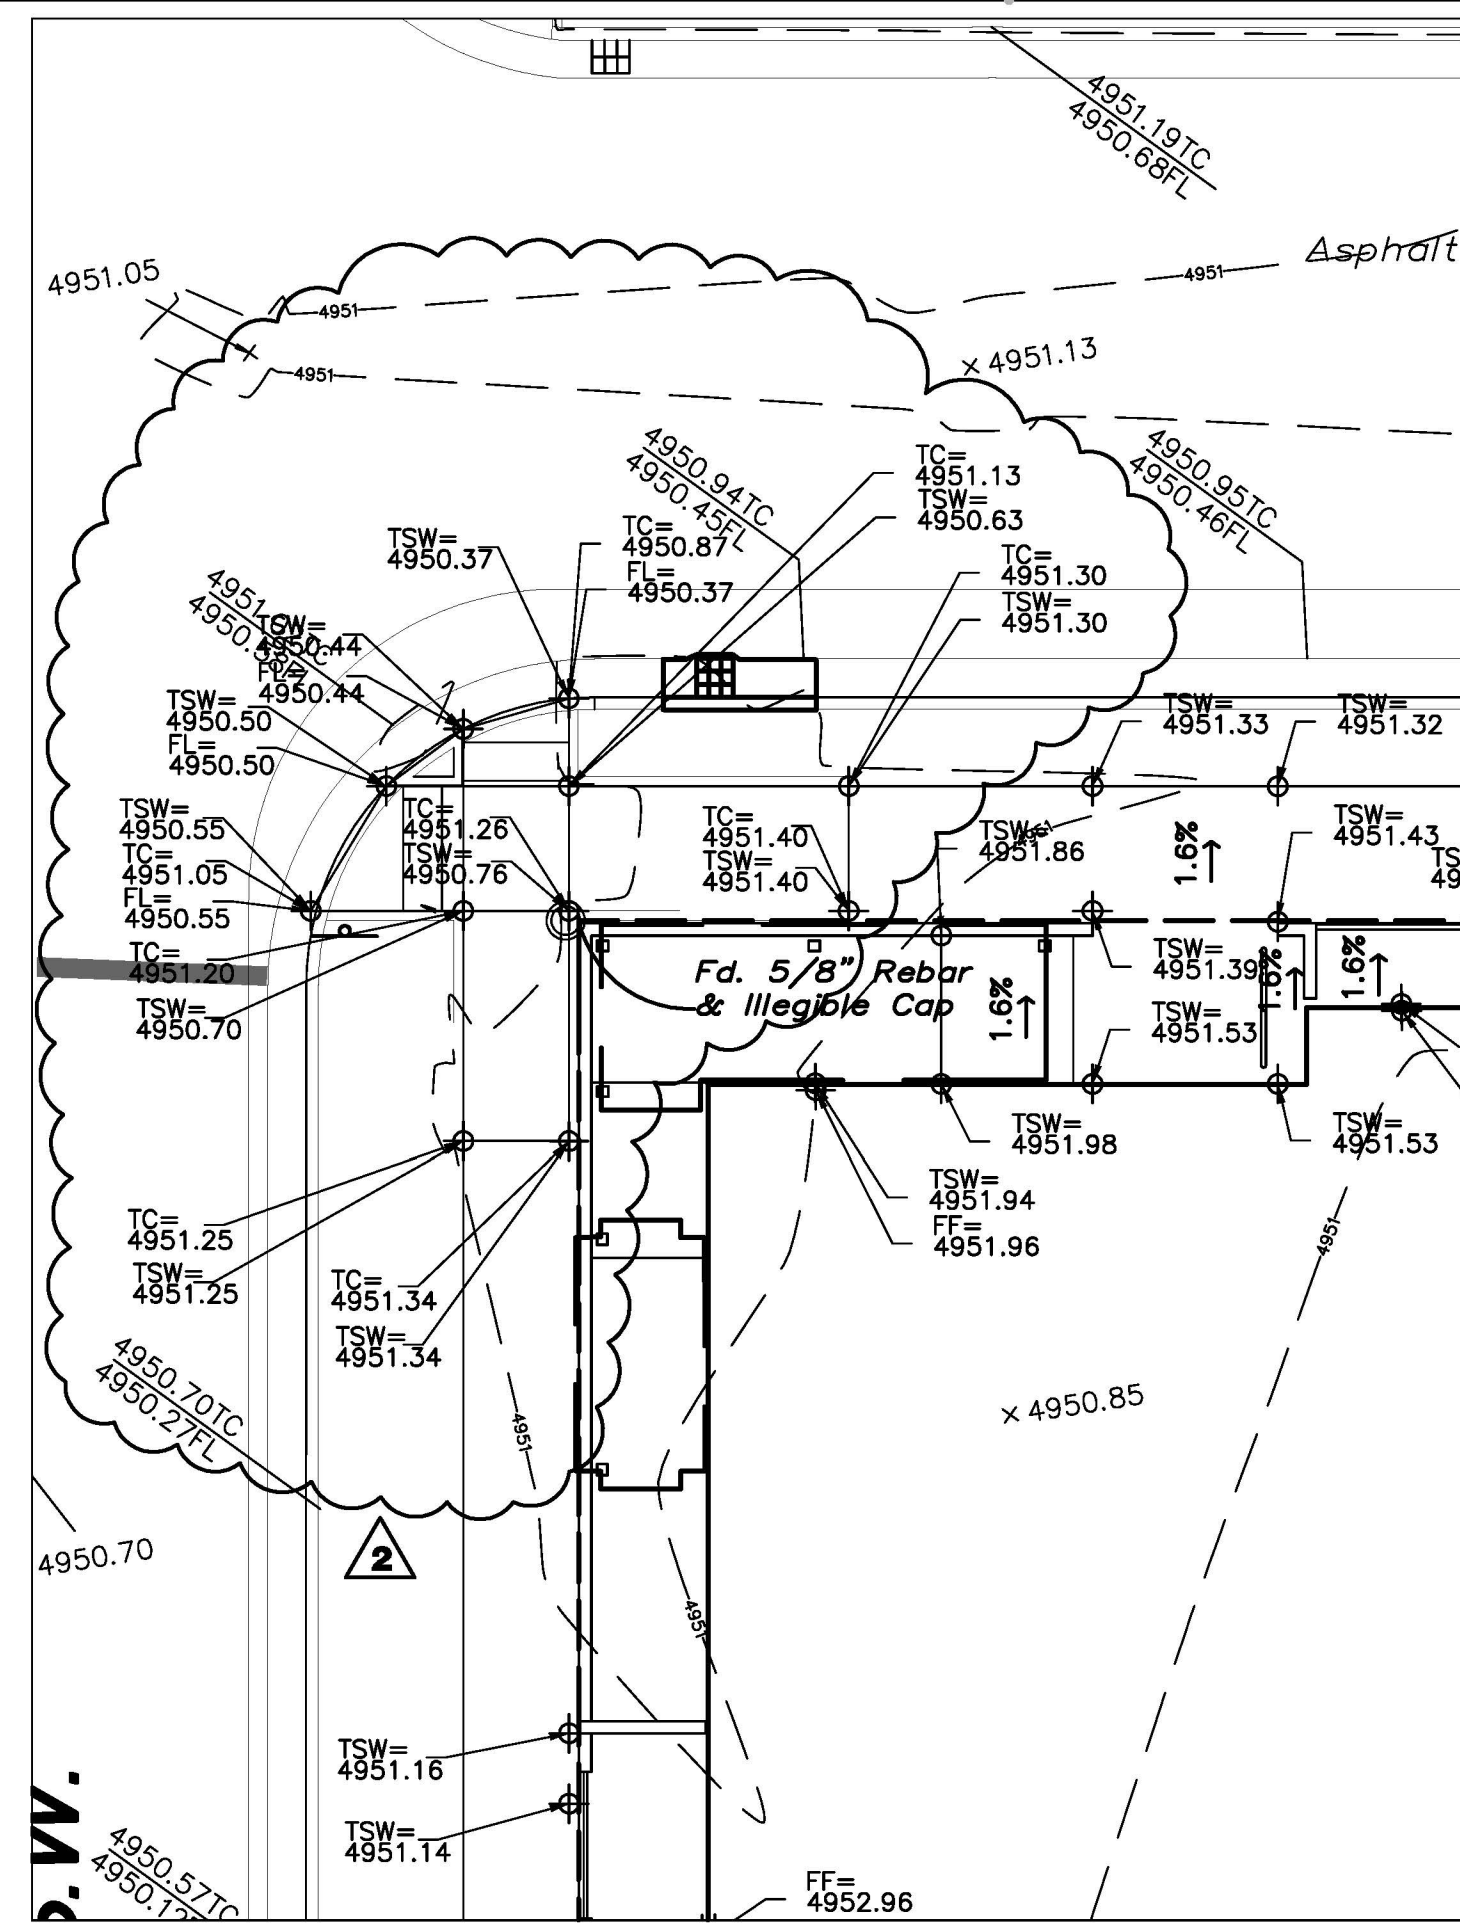 4951.19TC
4950.68FL
Asphalt
4951.05
4951
4951
4951
4951.13
4950.94TC
4950.45FL
TC=
4951.13
TSW=
4950.63
4950.95TC
4950.46FL
TSW=
4950.37
TC=
4950.87
FL=
4950.37
TC=
4951.30
TSW=
4951.30
TSW=
4950.44
FL=
4950.44
TSW=
4950.50
FL=
4950.50
TSW=
4951.33
TSW=
4951.32
TSW=
4950.55
TC=
4951.05
FL=
4950.55
TC=
4951.26
TSW=
4950.76
TC=
4951.40
TSW=
4951.40
TSW=
4951.86
4951
1.6%
TSW=
4951.43
TS
49
TC=
4951.20
TSW=
4950.70
Fd. 5/8" Rebar
& Illegible Cap
1.6%
TSW=
4951.39
1.6%
1.6%
TSW=
4951.53
TSW=
4951.98
TSW=
4951.53
TSW=
4951.94
FF=
4951.96
TC=
4951.25
TSW=
4951.25
TC=
4951.34
TSW=
4951.34
4951
4950.70TC
4950.27FL
4951
4950.85
4950.70
2
4951
TSW=
4951.16
TSW=
4951.14
P.W.
4950.57TC
4950.12
FF=
4952.96